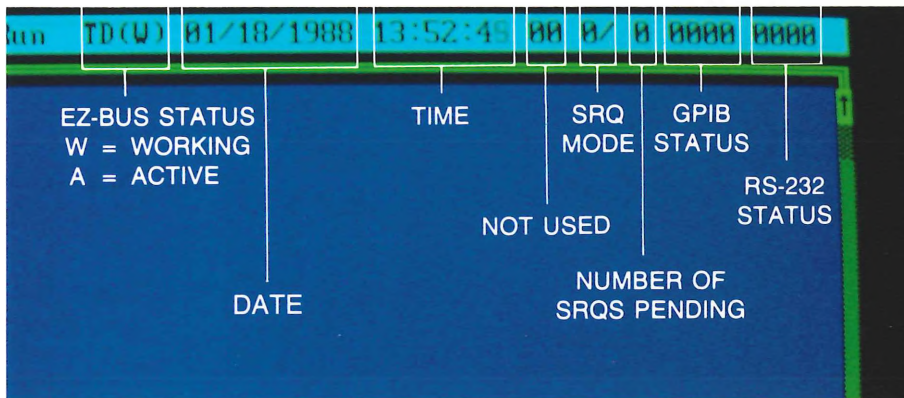 Run TD(W) 01/18/1988 13:52:45 00 0/ 0 0000 0000
EZ-BUS STATUS
W = WORKING
A = ACTIVE
DATE
TIME
NOT USED
SRQ
MODE
NUMBER OF
SRQS PENDING
GPIB
STATUS
RS-232
STATUS
↑